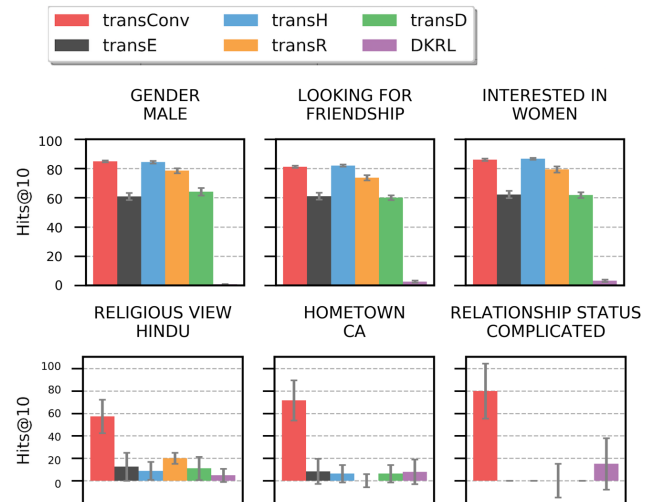 transConv transH transD
transE transR DKRL
GENDER LOOKING FOR INTERESTED IN
MALE FRIENDSHIP WOMEN
100
80
60
40
20
0
Hits@10
RELIGIOUS VIEW HOMETOWN RELATIONSHIP STATUS
HINDU CA COMPLICATED
100
80
60
40
20
0
Hits@10